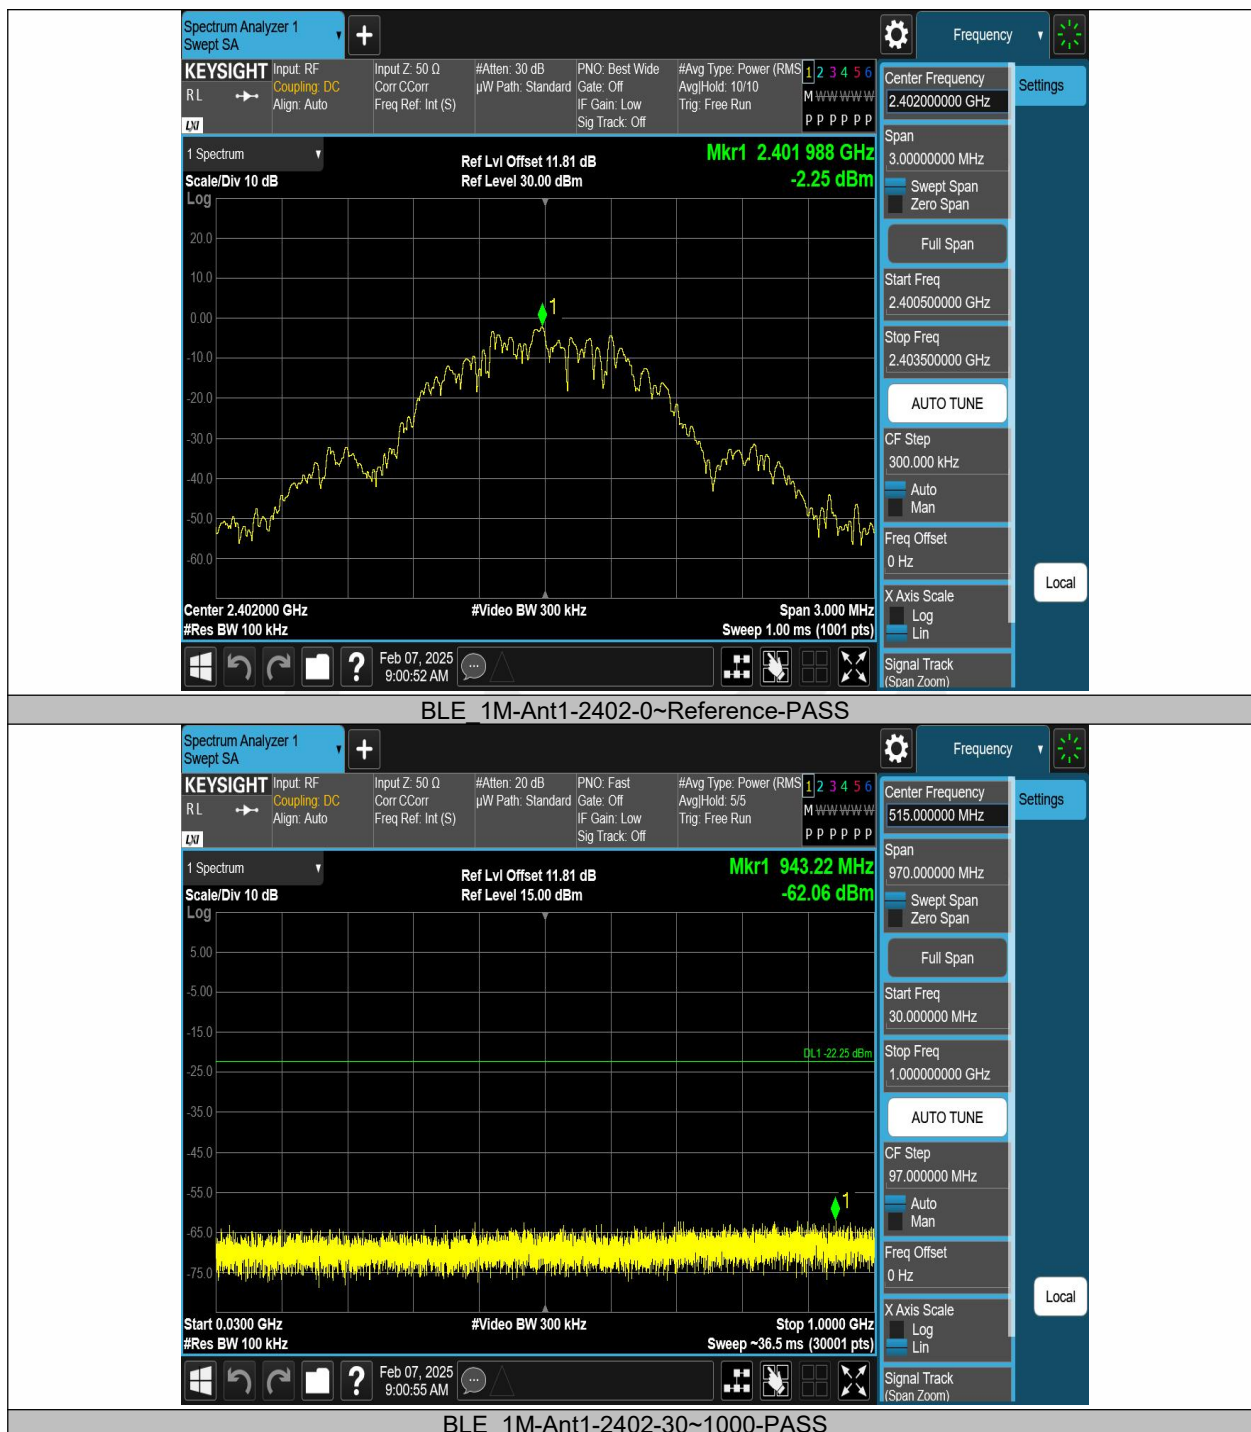 Spectrum Analyzer 1
Swept SA
+
Frequency
KEYSIGHT
RL
LXI
Input: RF
Coupling: DC
Align: Auto
Input Z: 50 Ω
Corr CCorr
Freq Ref: Int (S)
#Atten: 30 dB
µW Path: Standard
PNO: Best Wide
Gate: Off
IF Gain: Low
Sig Track: Off
#Avg Type: Power (RMS
Avg|Hold: 10/10
Trig: Free Run
1 2 3 4 5 6
M W W W W W
P P P P P P
Center Frequency
2.402000000 GHz
Settings
Span
3.00000000 MHz
Swept Span
Zero Span
Full Span
Start Freq
2.400500000 GHz
Stop Freq
2.403500000 GHz
AUTO TUNE
CF Step
300.000 kHz
Auto
Man
Freq Offset
0 Hz
X Axis Scale
Log
Lin
Signal Track
(Span Zoom)
Local
1 Spectrum
Scale/Div 10 dB
Log
Ref Lvl Offset 11.81 dB
Ref Level 30.00 dBm
Mkr1 2.401 988 GHz
-2.25 dBm
20.0
10.0
0.00
-10.0
-20.0
-30.0
-40.0
-50.0
-60.0
1
Center 2.402000 GHz
#Res BW 100 kHz
#Video BW 300 kHz
Span 3.000 MHz
Sweep 1.00 ms (1001 pts)
?
Feb 07, 2025
9:00:52 AM
BLE_1M-Ant1-2402-0~Reference-PASS
Spectrum Analyzer 1
Swept SA
+
Frequency
KEYSIGHT
RL
LXI
Input: RF
Coupling: DC
Align: Auto
Input Z: 50 Ω
Corr CCorr
Freq Ref: Int (S)
#Atten: 20 dB
µW Path: Standard
PNO: Fast
Gate: Off
IF Gain: Low
Sig Track: Off
#Avg Type: Power (RMS
Avg|Hold: 5/5
Trig: Free Run
1 2 3 4 5 6
M W W W W W
P P P P P P
Center Frequency
515.000000 MHz
Settings
Span
970.000000 MHz
Swept Span
Zero Span
Full Span
Start Freq
30.000000 MHz
Stop Freq
1.000000000 GHz
AUTO TUNE
CF Step
97.000000 MHz
Auto
Man
Freq Offset
0 Hz
X Axis Scale
Log
Lin
Signal Track
(Span Zoom)
Local
1 Spectrum
Scale/Div 10 dB
Log
Ref Lvl Offset 11.81 dB
Ref Level 15.00 dBm
Mkr1 943.22 MHz
-62.06 dBm
5.00
-5.00
-15.0
DL1 -22.25 dBm
-25.0
-35.0
-45.0
-55.0
-65.0
-75.0
1
Start 0.0300 GHz
#Res BW 100 kHz
#Video BW 300 kHz
Stop 1.0000 GHz
Sweep ~36.5 ms (30001 pts)
?
Feb 07, 2025
9:00:55 AM
BLE_1M-Ant1-2402-30~1000-PASS